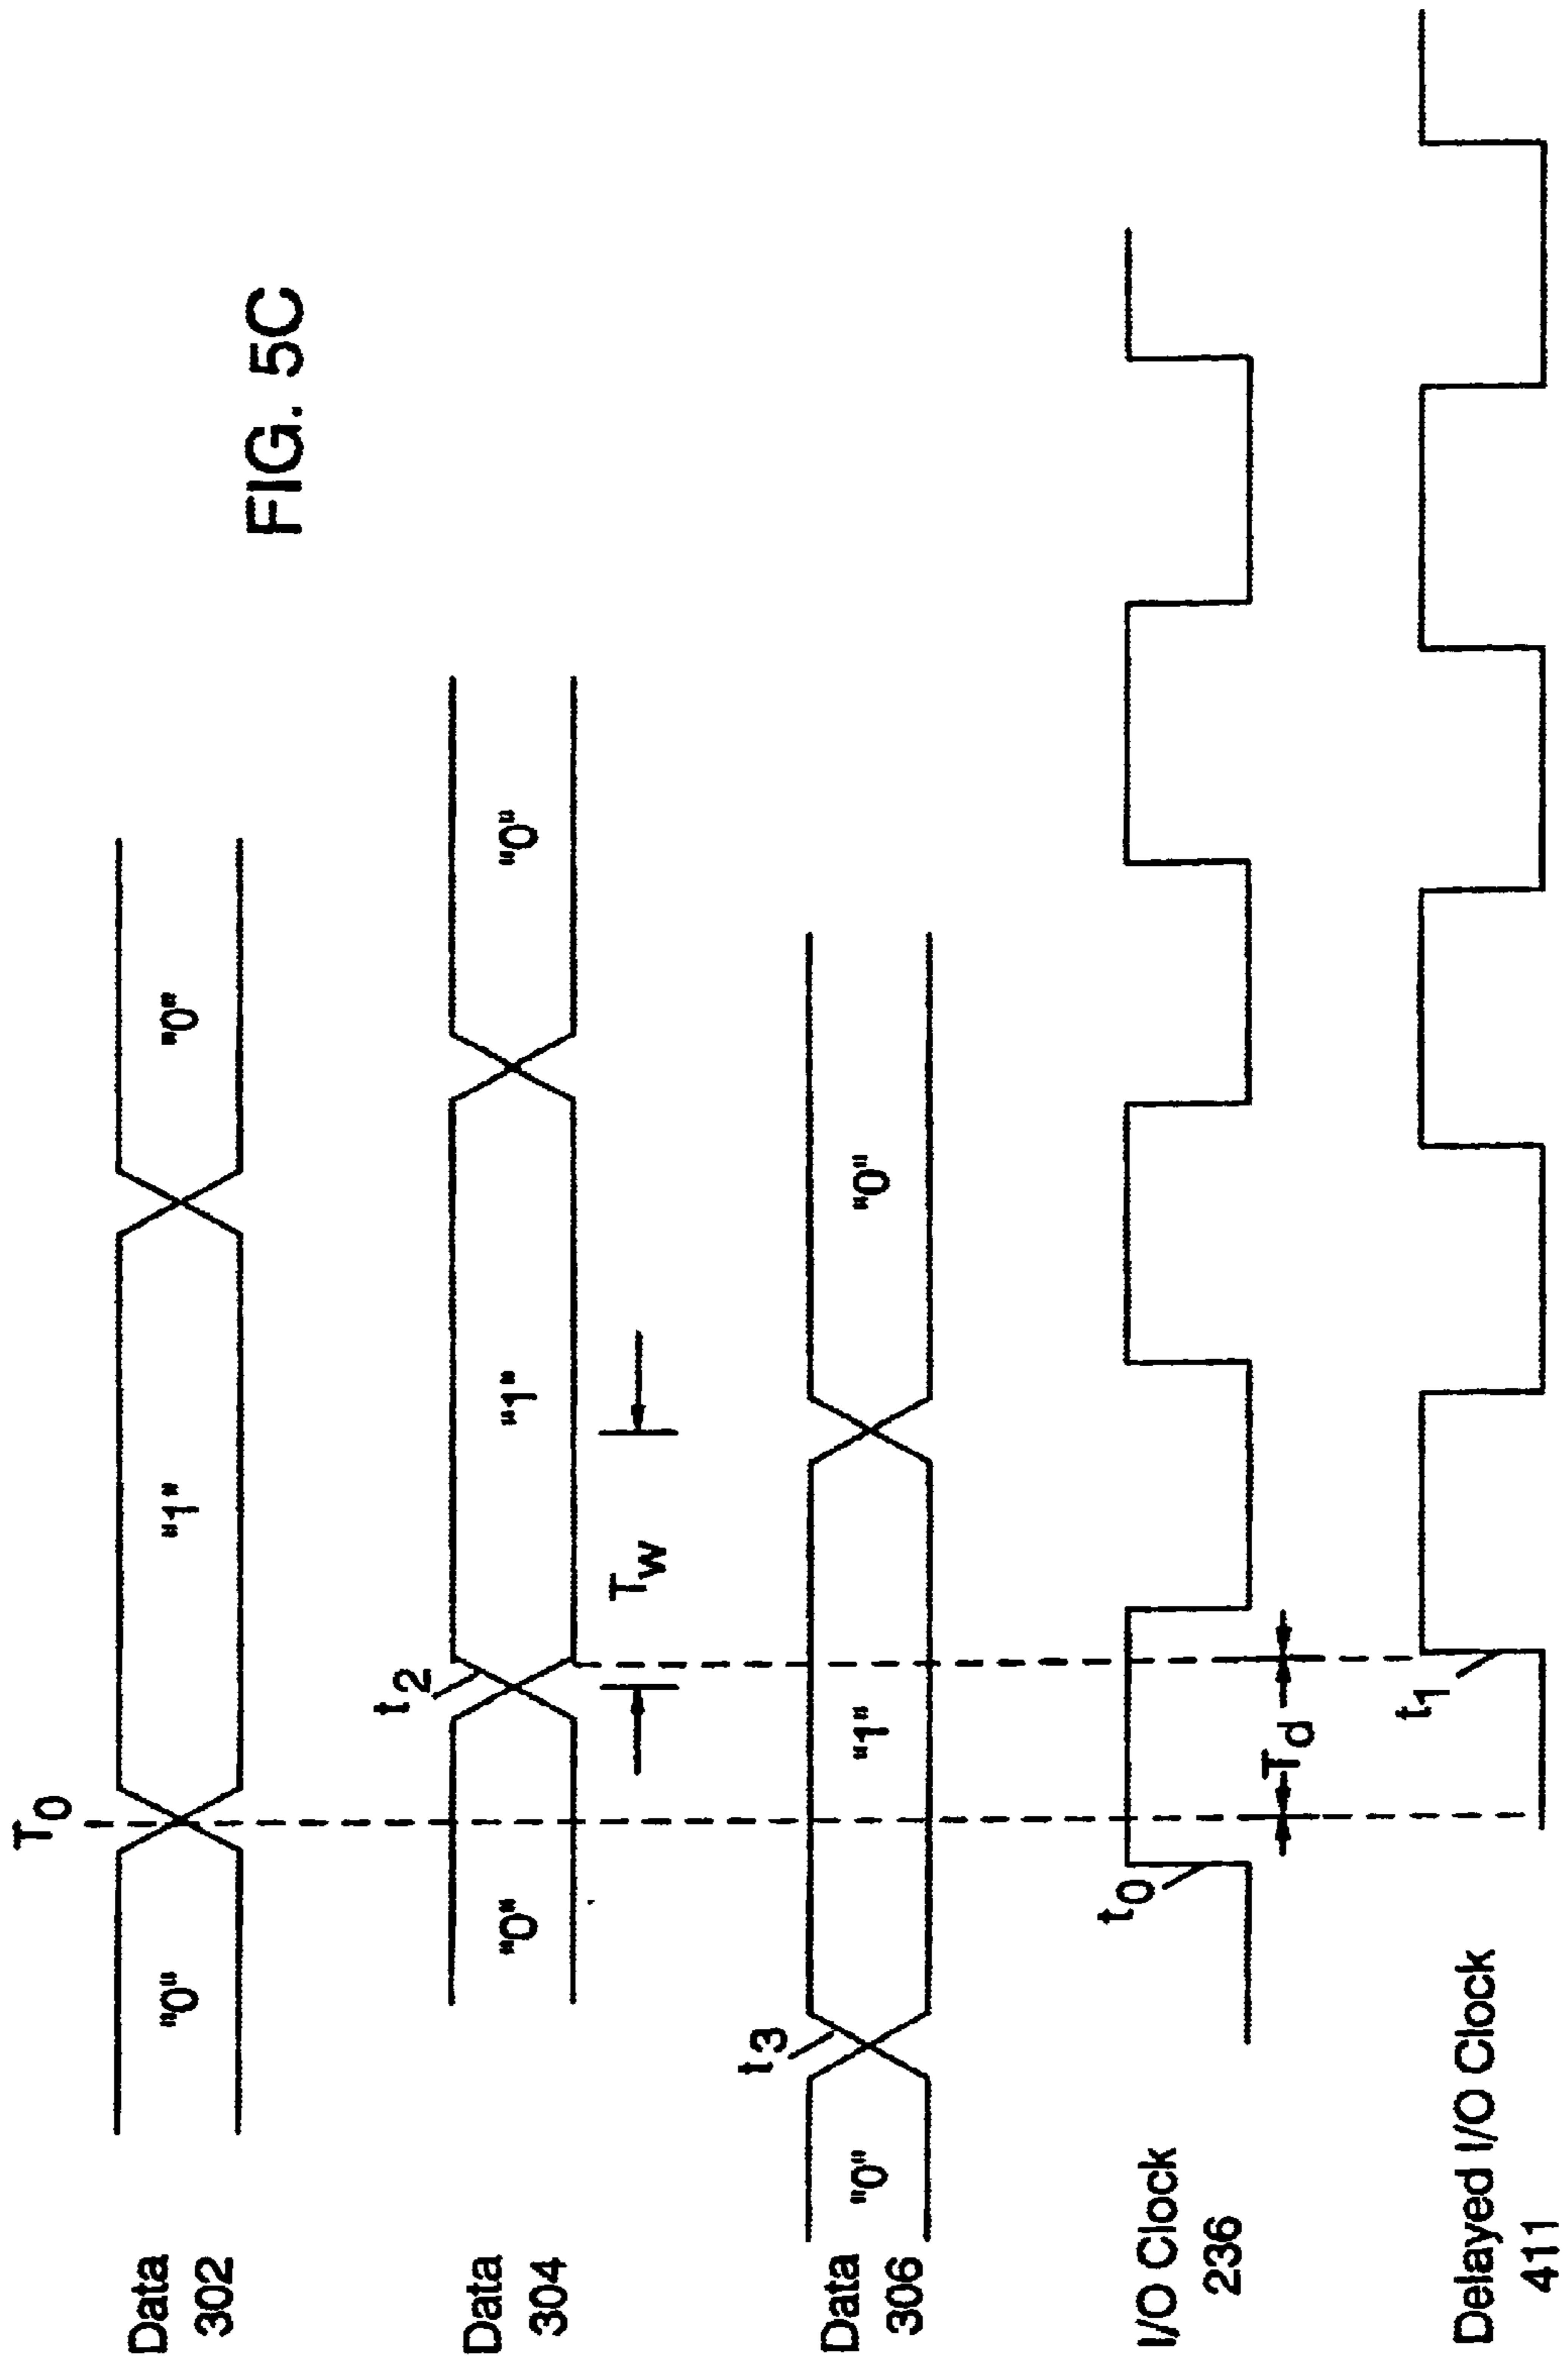 FIG. 5C
T0
Data
302
"0"
"1"
"0"
t2
Data
304
"0"
"1"
"0"
Tw
t3
Data
306
"0"
"1"
"0"
I/O Clock
236
t0
Td
Delayed I/O Clock
411
t1